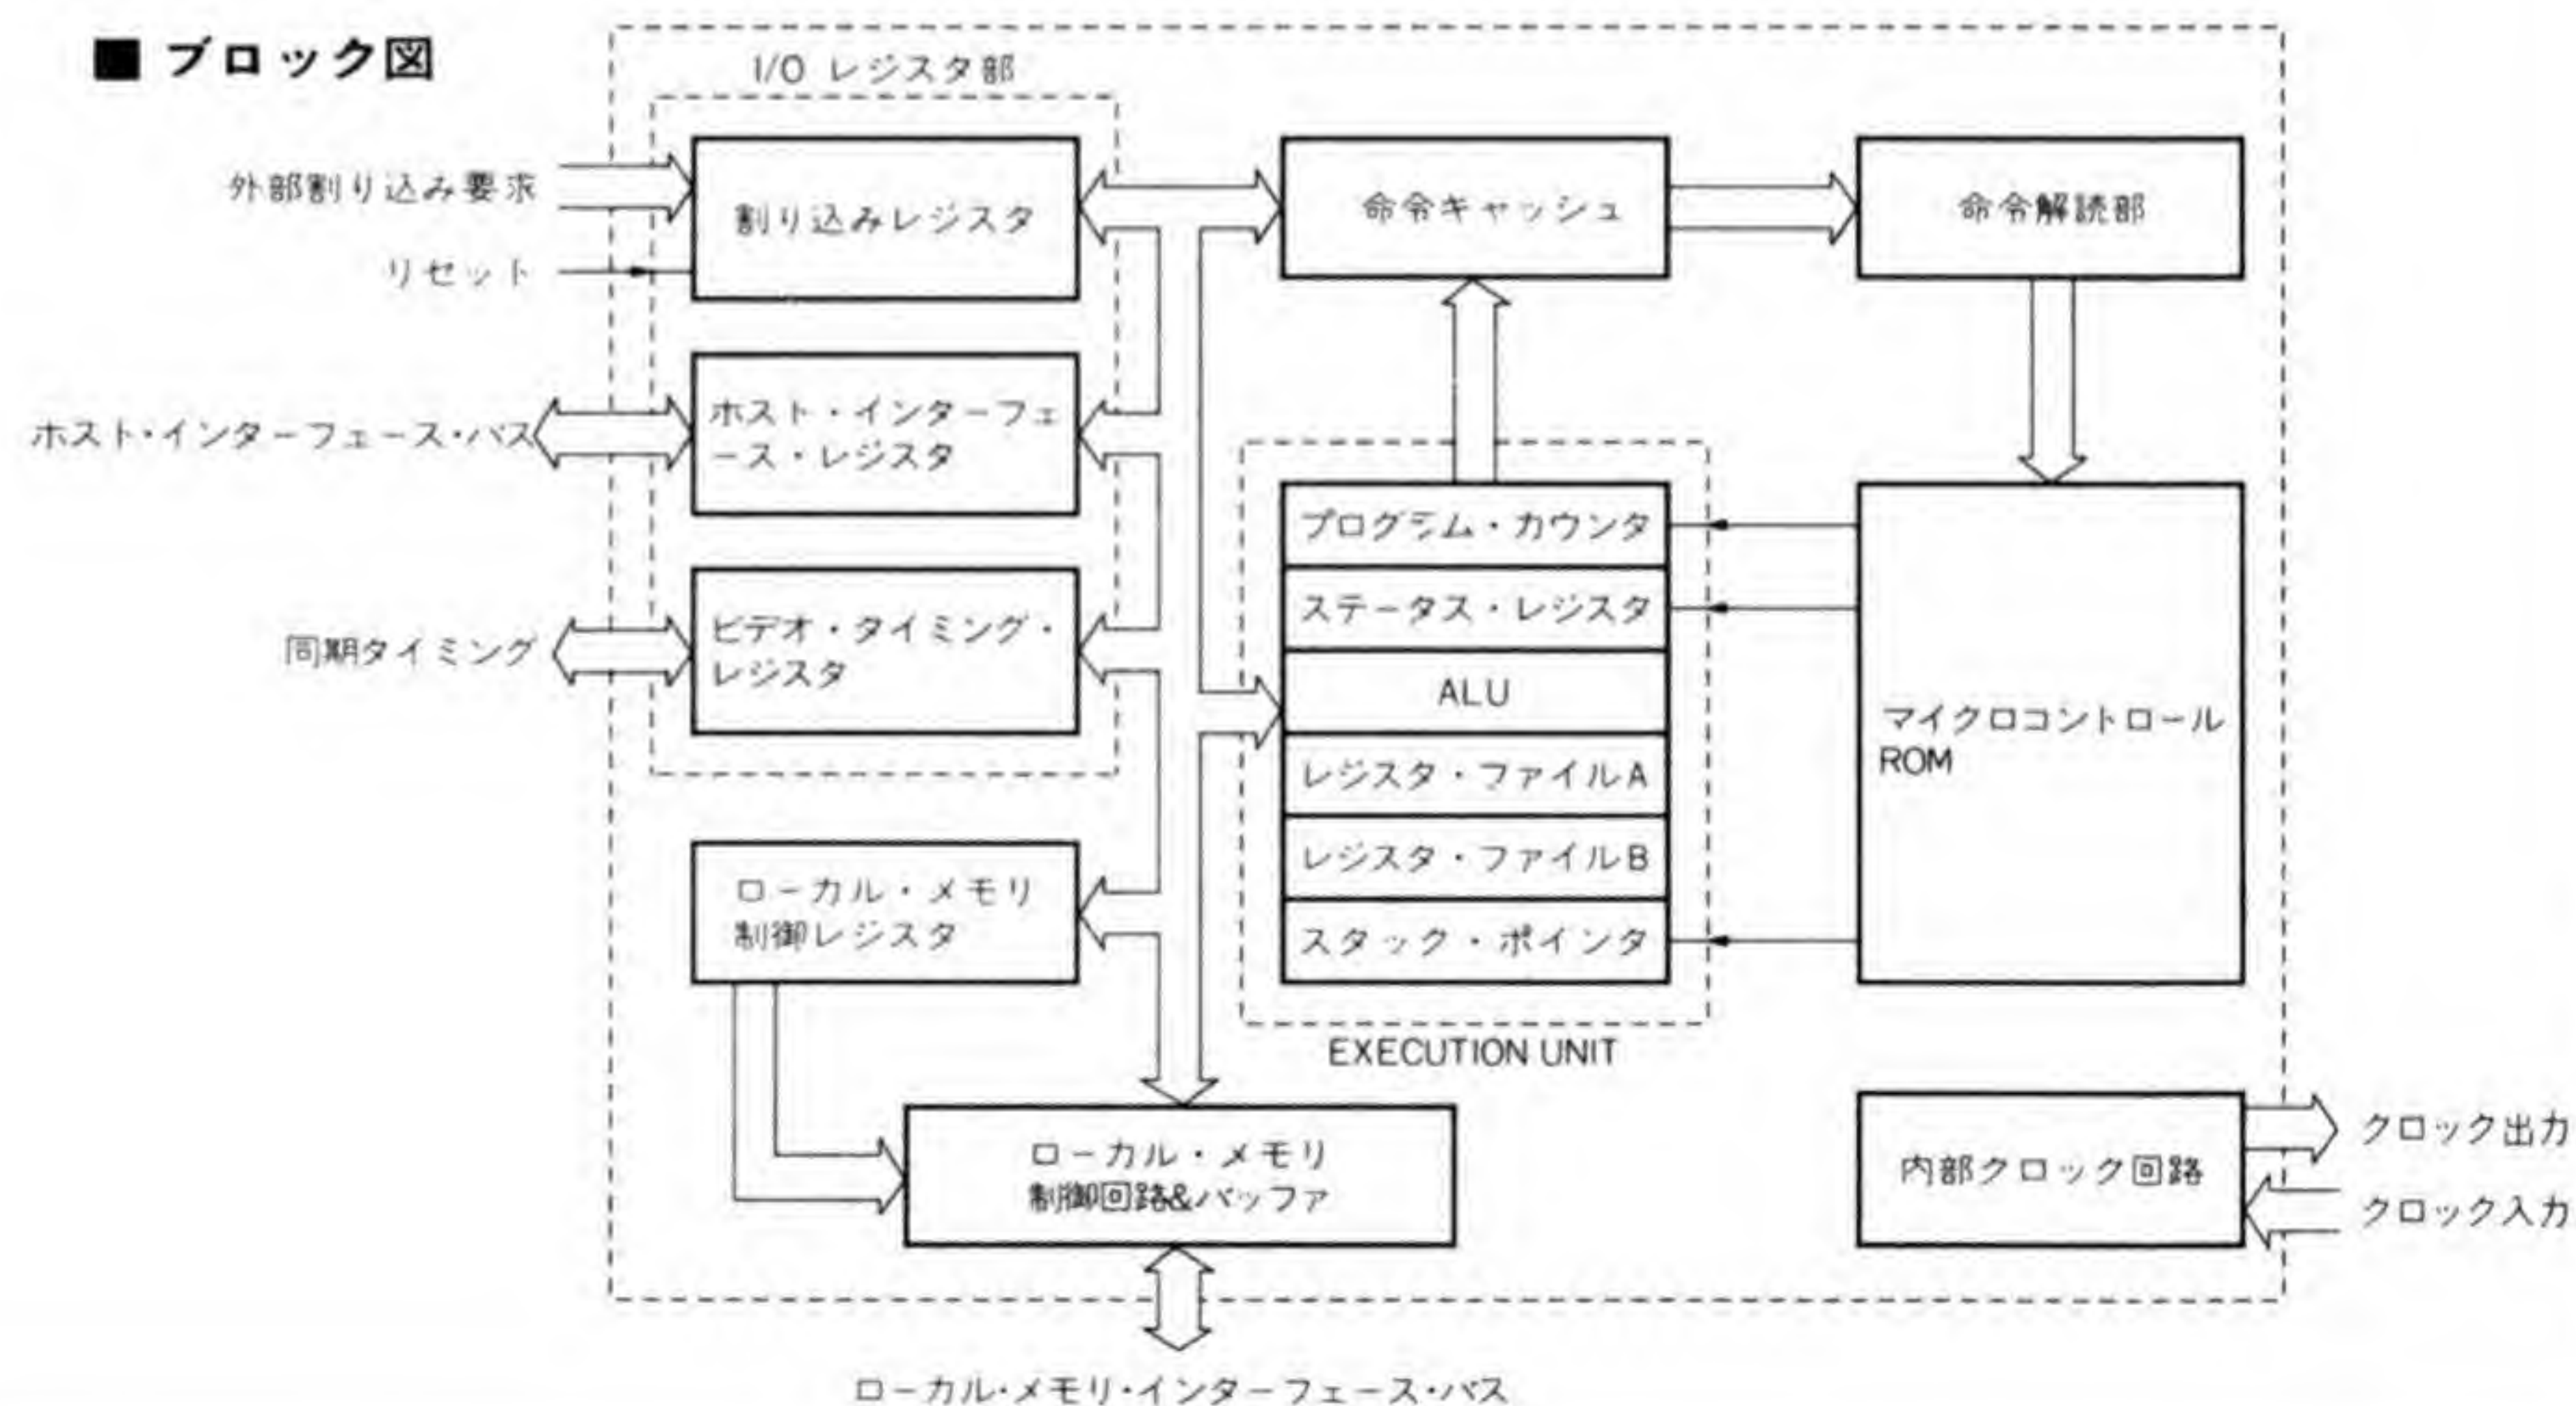 ■ ブロック図
I/O レジスタ部
外部割り込み要求
リセット
割り込みレジスタ
命令キャッシュ
命令解読部
ホスト・インターフェース・バス
ホスト・インターフェ
ース・レジスタ
同期タイミング
ビデオ・タイミング・
レジスタ
プログラム・カウンタ
ステータス・レジスタ
ALU
レジスタ・ファイルA
レジスタ・ファイルB
スタック・ポインタ
EXECUTION UNIT
マイクロコントロール
ROM
ローカル・メモリ
制御レジスタ
ローカル・メモリ
制御回路&バッファ
内部クロック回路
クロック出力
クロック入力
ローカル・メモリ・インターフェース・バス